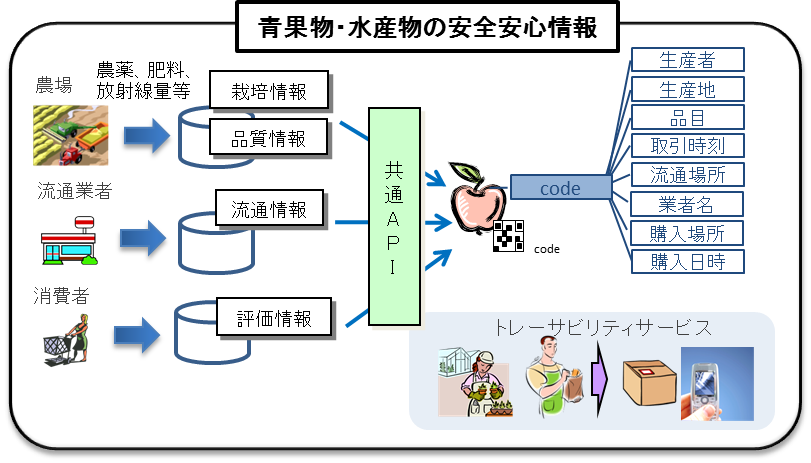 青果物・水産物の安全安心情報
農場
農薬、肥料、
放射線量等
栽培情報
品質情報
流通業者
流通情報
消費者
評価情報
共通API
code
code
生産者
生産地
品目
取引時刻
流通場所
業者名
購入場所
購入日時
トレーサビリティサービス